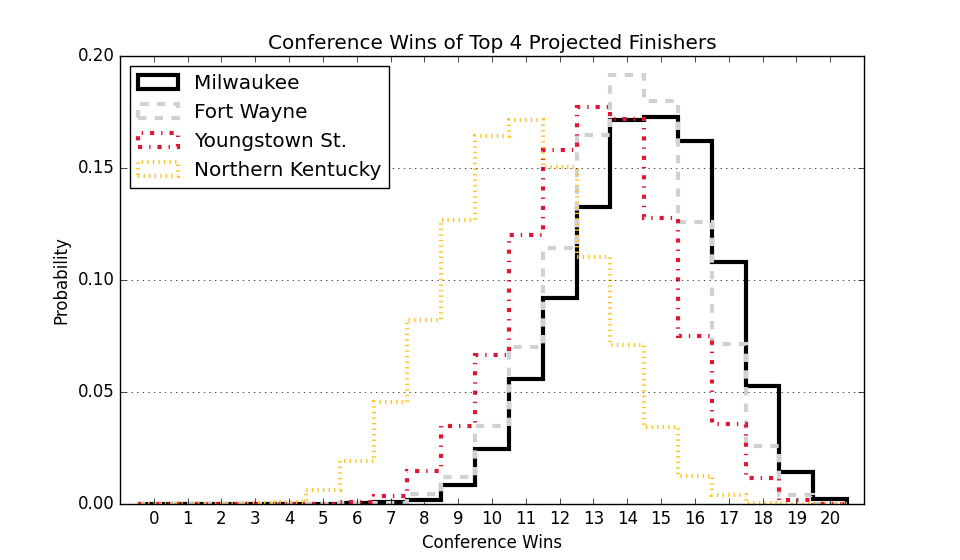 Conference Wins of Top 4 Projected Finishers
Milwaukee
Fort Wayne
Youngstown St.
Northern Kentucky
0.20
0.15
0.10
0.05
0.00
Probability
0 1 2 3 4 5 6 7 8 9 10 11 12 13 14 15 16 17 18 19 20
Conference Wins